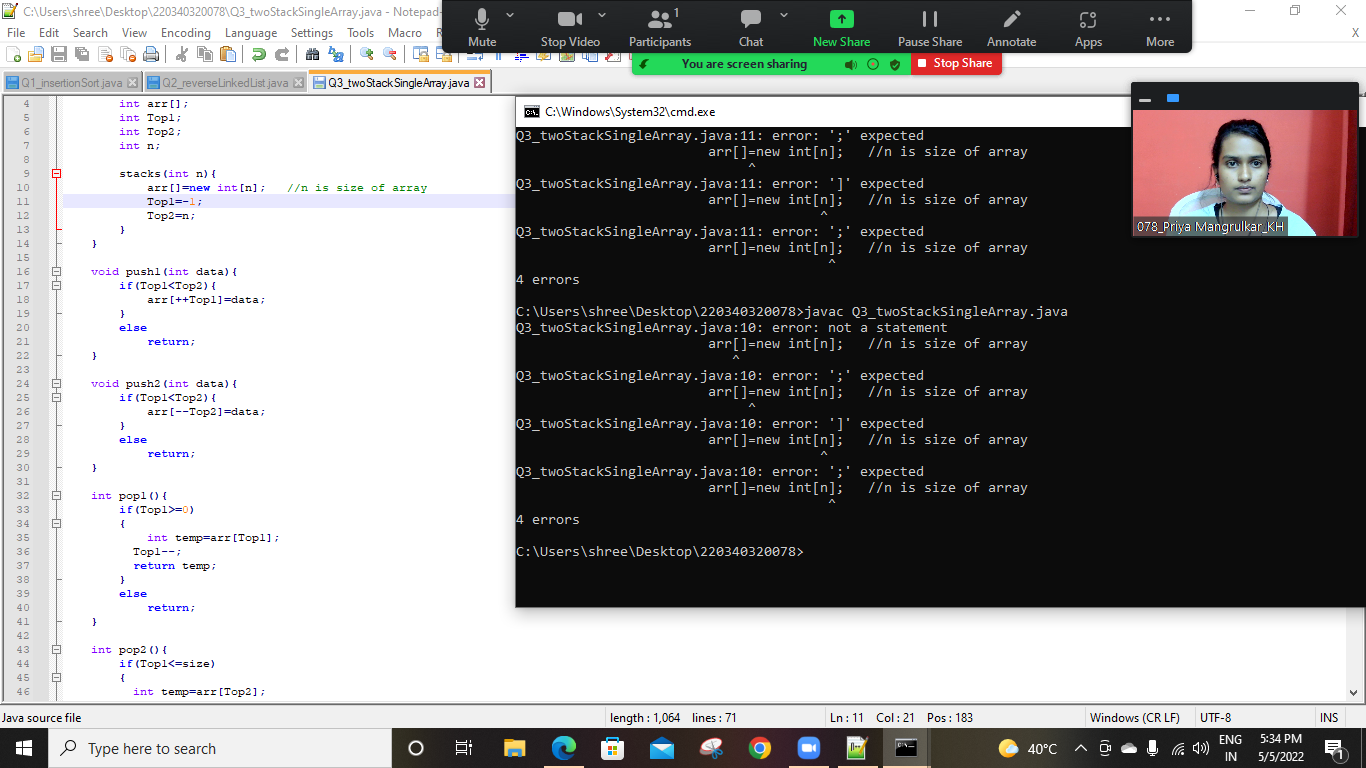 C:\Users\shree\Desktop\220340320078\Q3_twoStackSingleArray.java - Notepad
File Edit Search View Encoding Language Settings Tools Macro
Mute
Stop Video
1
Participants
Chat
New Share
Pause Share
Annotate
Apps
More
X
You are screen sharing
Stop Share
Q1_insertionSort.java
Q2_reverseLinkedList.java
Q3_twoStackSingleArray.java
4 int arr[];
5 int Top1;
6 int Top2;
7 int n;
8
9 stacks(int n){
10 arr[]=new int[n]; //n is size of array
11 Top1=-1;
12 Top2=n;
13 }
14 }
15
16 void push1(int data){
17 if(Top1<Top2){
18 arr[++Top1]=data;
19 }
20 else
21 return;
22 }
23
24 void push2(int data){
25 if(Top1<Top2){
26 arr[--Top2]=data;
27 }
28 else
29 return;
30 }
31
32 int pop1(){
33 if(Top1>=0)
34 {
35 int temp=arr[Top1];
36 Top1--;
37 return temp;
38 }
39 else
40 return;
41 }
42
43 int pop2(){
44 if(Top1<=size)
45 {
46 int temp=arr[Top2];
C:\Windows\System32\cmd.exe
Q3_twoStackSingleArray.java:11: error: ';' expected
arr[]=new int[n]; //n is size of array
^
Q3_twoStackSingleArray.java:11: error: ']' expected
arr[]=new int[n]; //n is size of array
^
Q3_twoStackSingleArray.java:11: error: ';' expected
arr[]=new int[n]; //n is size of array
^
4 errors
C:\Users\shree\Desktop\220340320078>javac Q3_twoStackSingleArray.java
Q3_twoStackSingleArray.java:10: error: not a statement
arr[]=new int[n]; //n is size of array
^
Q3_twoStackSingleArray.java:10: error: ';' expected
arr[]=new int[n]; //n is size of array
^
Q3_twoStackSingleArray.java:10: error: ']' expected
arr[]=new int[n]; //n is size of array
^
Q3_twoStackSingleArray.java:10: error: ';' expected
arr[]=new int[n]; //n is size of array
^
4 errors
C:\Users\shree\Desktop\220340320078>
078_Priya Mangrulkar_KH
Java source file length : 1,064 lines : 71 Ln : 11 Col : 21 Pos : 183 Windows (CR LF) UTF-8 INS
Type here to search
40°C
ENG
IN
5:34 PM
5/5/2022
1